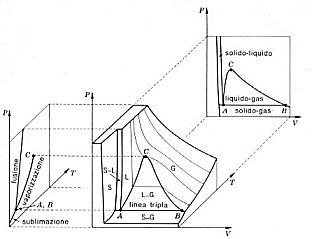 P
solido-liquido
C
liquido-gas
A
B
solido-gas
V
P
fusione
C
vaporizzazione
T
A, B
sublimazione
P
S-L
S
L
C
G
L-G
linea tripla
A
B
S-G
T
V